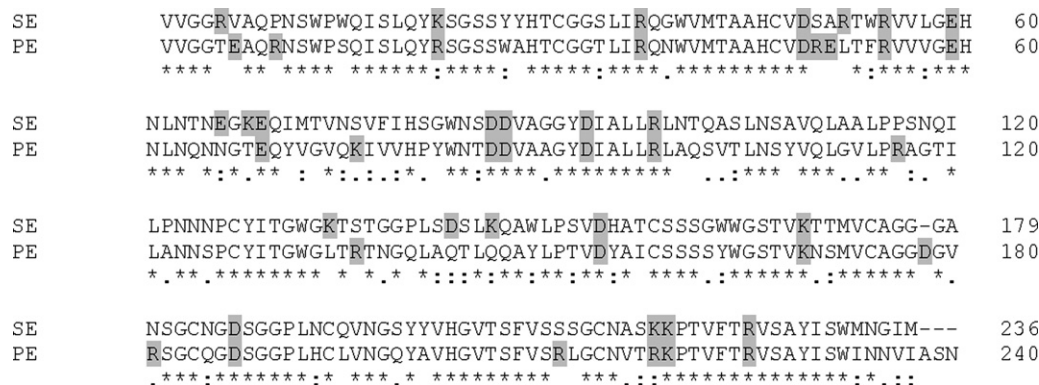 SE VVGGRVAQPNSWPWQISLQYKSGSSYYHTCGGSLIRQGWVMTAAHCVDSARTWRVVLGEH 60
PE VVGGTEAQRNSWPSQISLQYRSGSSWAHTCGGTLIRQNWVMTAAHCVDRELTFRVVVGEH 60
**** ** **** *******:****: *****:****.********** *:***:***
SE NLNTNEGKEQIMTVNSVFIHSGWNSDDVAGGYDIALLRLNTQASLNSAVQLAALPPSNQI 120
PE NLNQNNGTEQYVGVQKIVVHPYWNTDDVAAGYDIALLRLAQSVTLNSYVQLGVLPRAGTI 120
*** *:*.** : *:.:.:*. **:****.********* ..:*** ***..** :. *
SE LPNNNPCYITGWGKTSTGGPLSDSLKQAWLPSVDHATCSSSGWWGSTVKTTMVCAGG-GA 179
PE LANNSPCYITGWGLTRTNGQLAQTLQQAYLPTVDYAICSSSSYWGSTVKNSMVCAGGDGV 180
*.**.******** * *.* *:::*:**:**:**:* ****.:******.:****** *.
SE NSGCNGDSGGPLNCQVNGSYYVHGVTSFVSSSGCNASKKPTVFTRVSAYISWMNGIM--- 236
PE RSGCQGDSGGPLHCLVNGQYAVHGVTSFVSRLGCNVTRKPTVFTRVSAYISWINNVIASN 240
.***:*******:* ***.* ********* ***.::**************:*.::